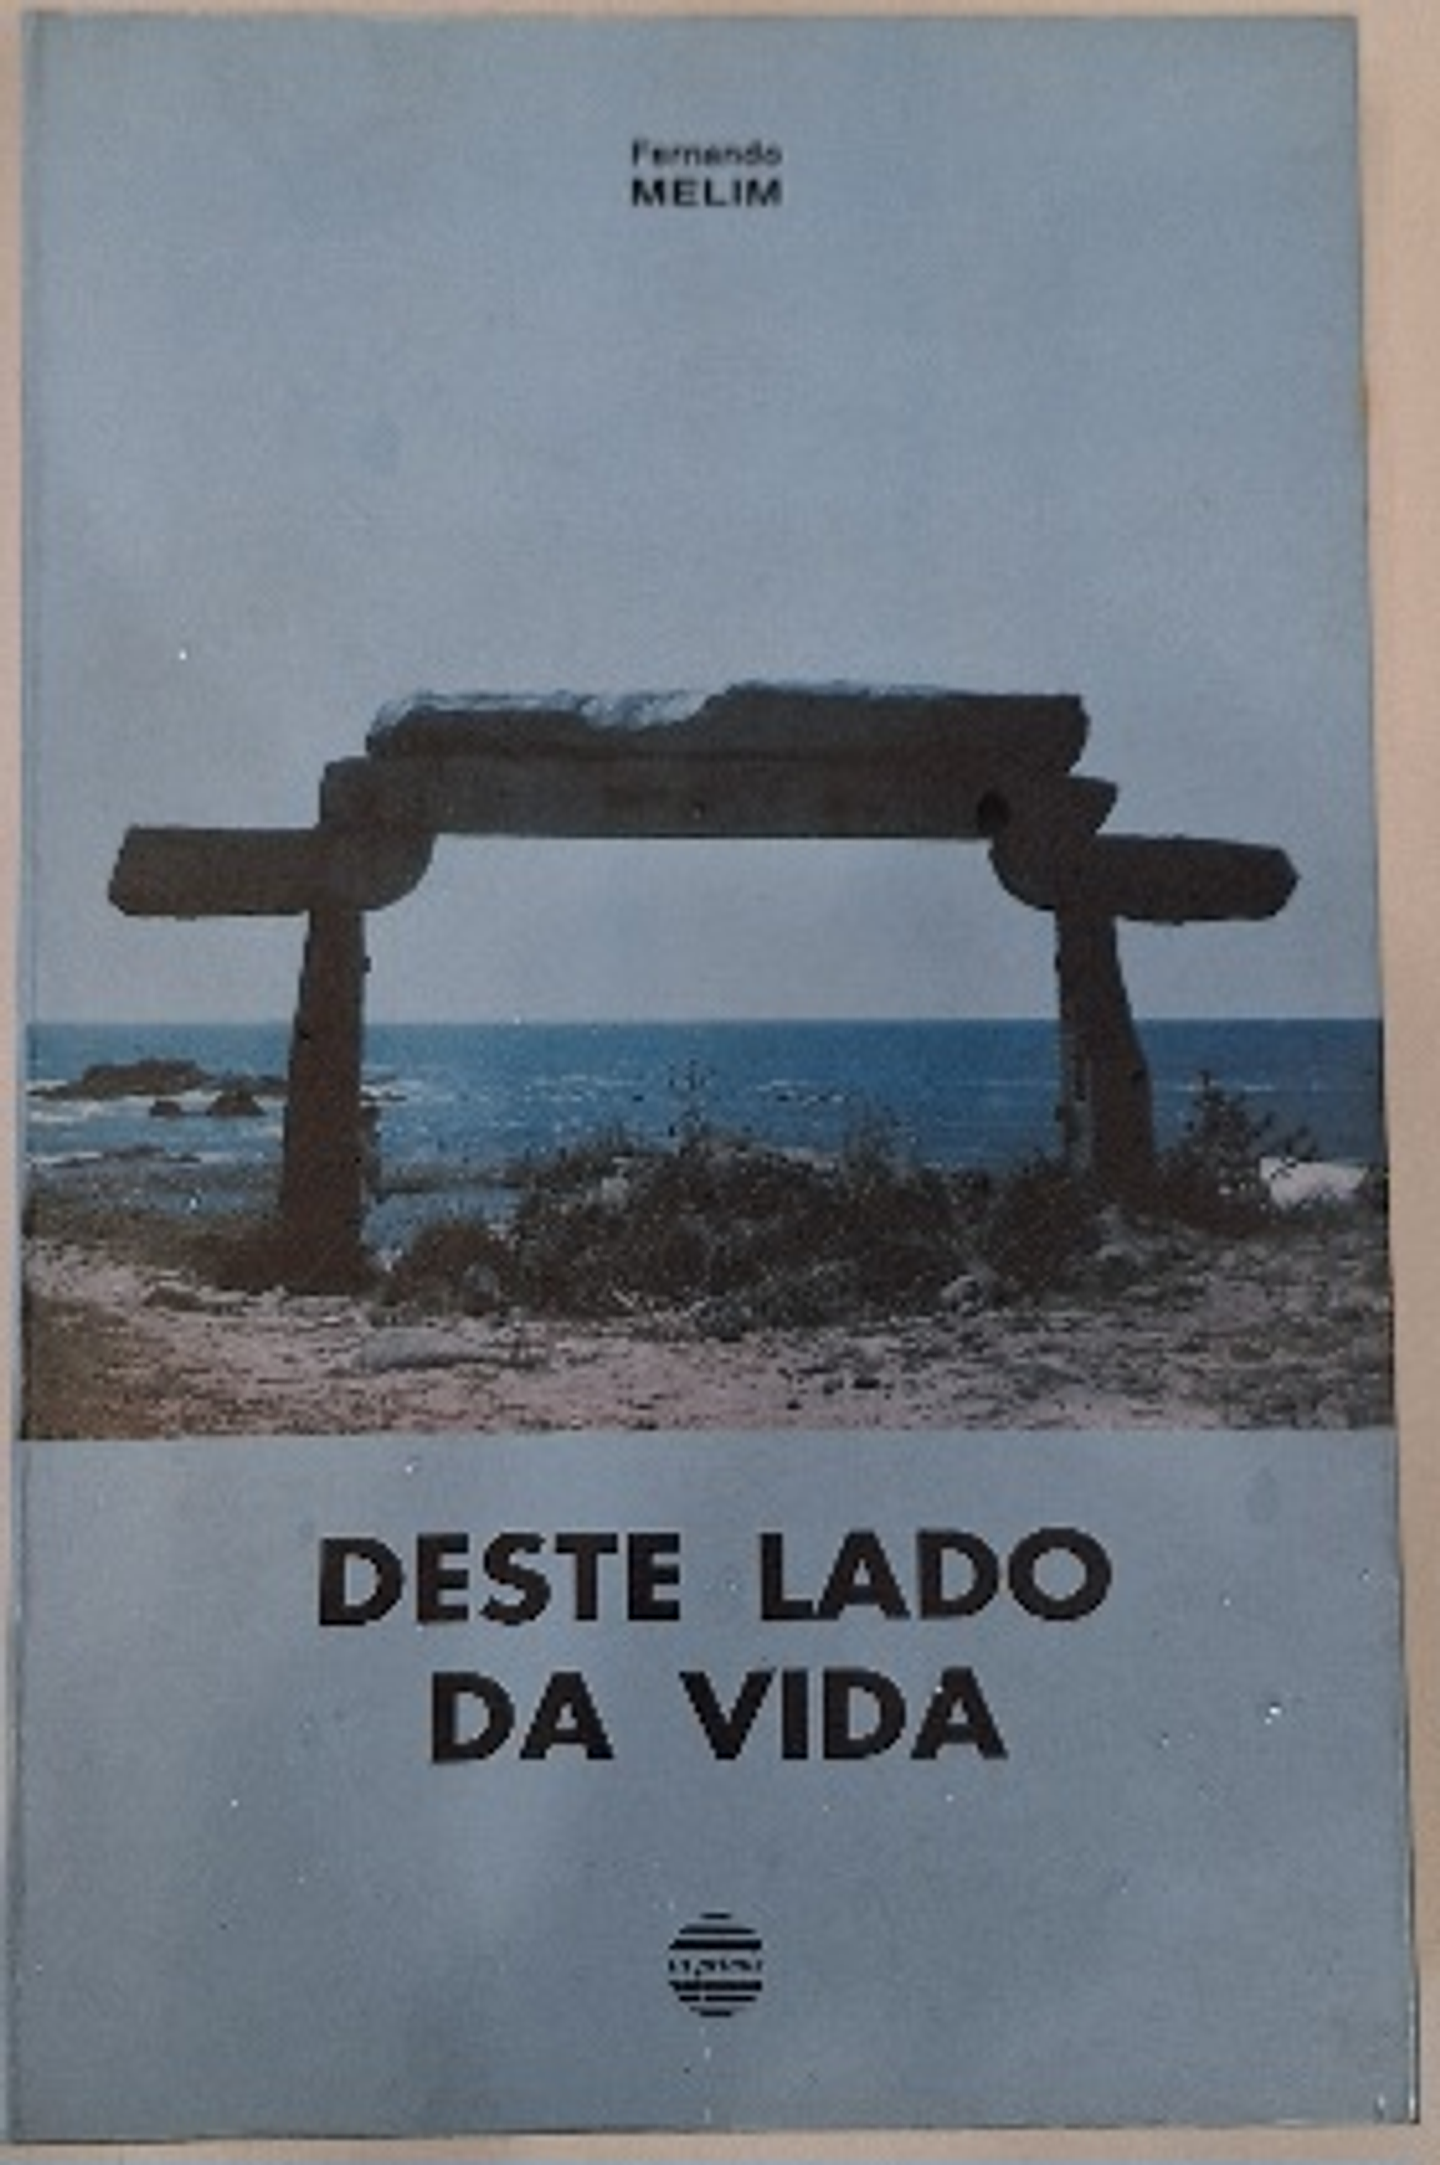 Fernando
MELIM
DESTE LADO
DA VIDA